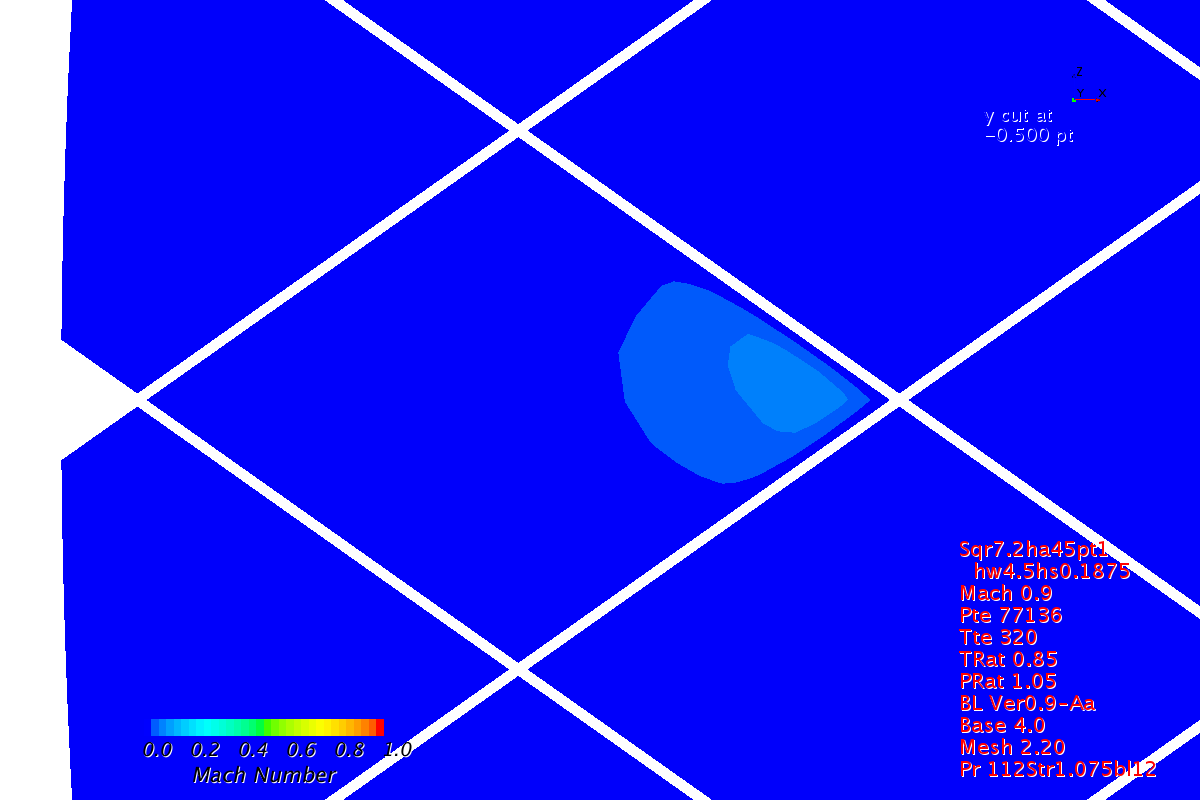 Z
Y X
y cut at
−0.500 pt
Sqr7.2ha45pt1
hw4.5hs0.1875
Mach 0.9
Pte 77136
Tte 320
TRat 0.85
PRat 1.05
BL Ver0.9−Aa
Base 4.0
Mesh 2.20
Pr 112Str1.075bl12
0.0 0.2 0.4 0.6 0.8 1.0
Mach Number